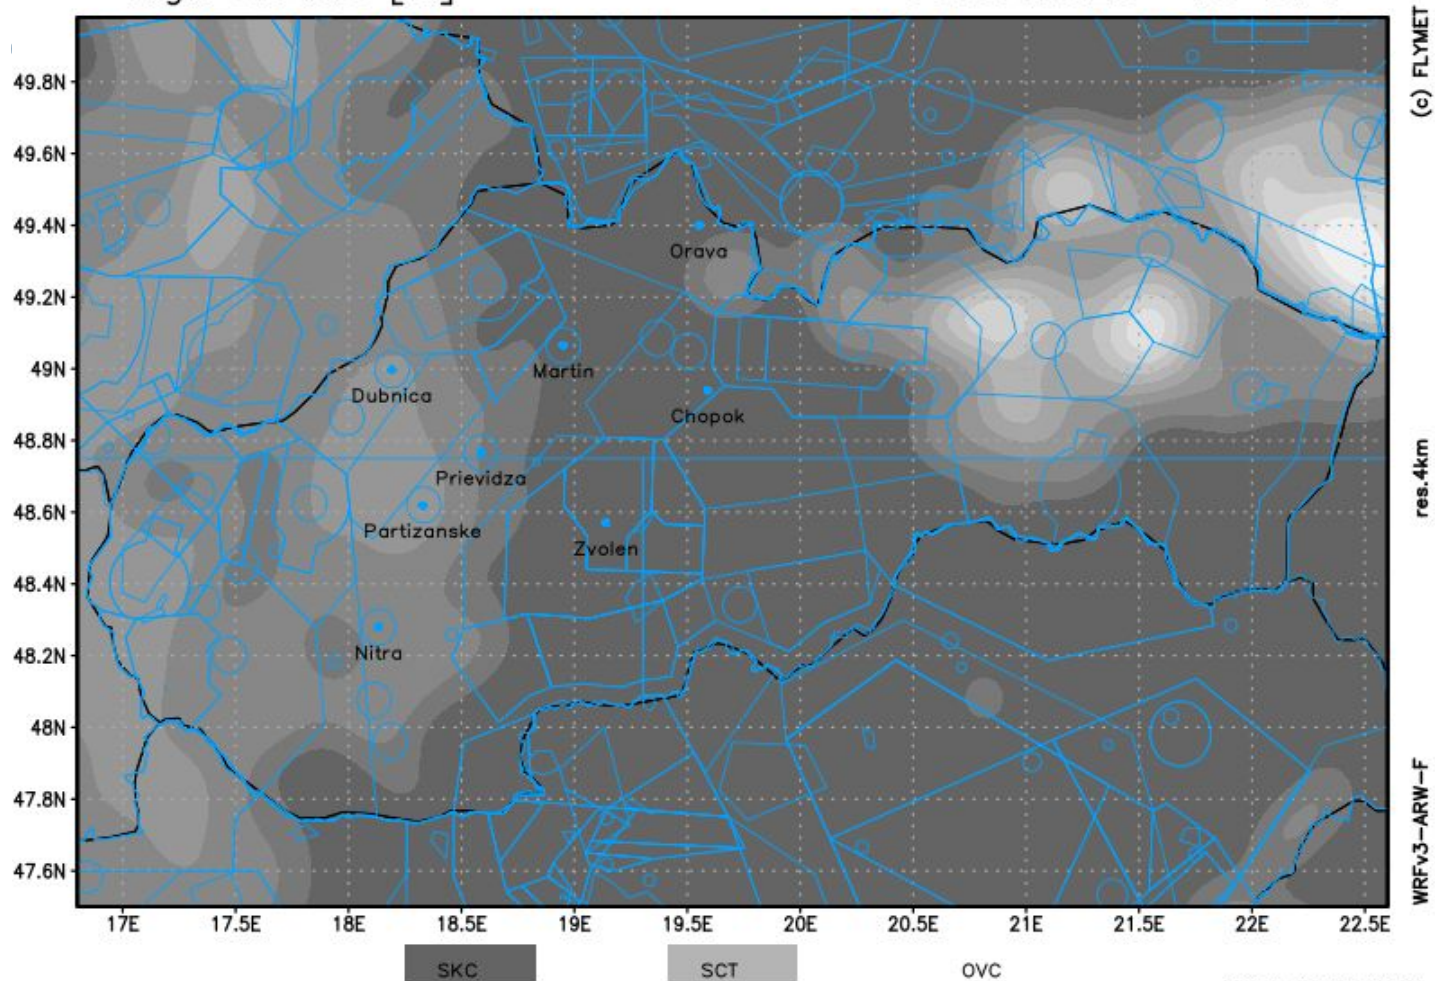 (c) FLYMET
49.8N
49.6N
49.4N
Orava
49.2N
Martin
49N
Dubnica
Chopok
48.8N
Prievidza
res.4km
48.6N
Partizanske
Zvolen
48.4N
Nitra
48.2N
48N
47.8N
WRFv3-ARW-F
47.6N
17E 17.5E 18E 18.5E 19E 19.5E 20E 20.5E 21E 21.5E 22E 22.5E
SKC SCT OVC